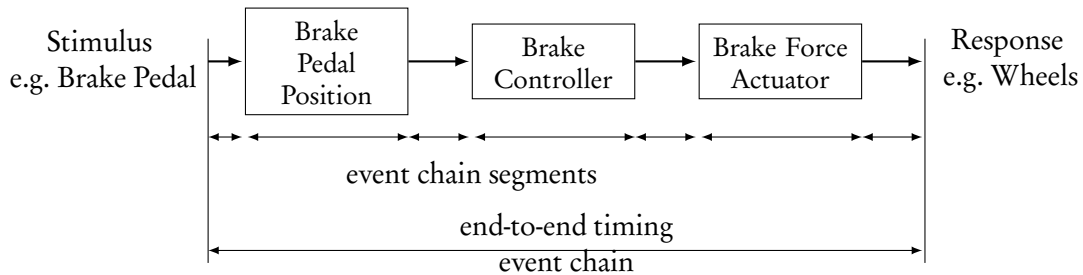 Stimulus
e.g. Brake Pedal
Brake
Pedal
Position
Brake
Controller
Brake Force
Actuator
Response
e.g. Wheels
event chain segments
end-to-end timing
event chain